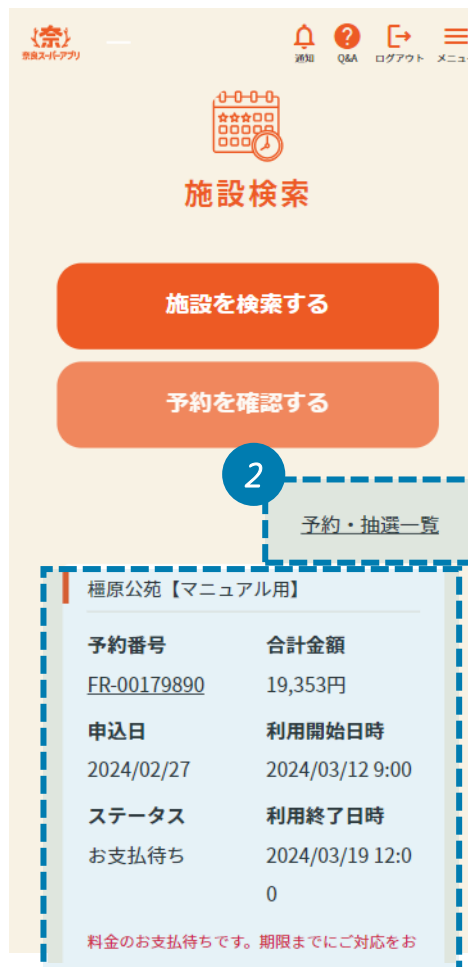 奈
奈良スーパーアプリ
通知 Q&A ログアウト メニュー
施設検索
施設を検索する
予約を確認する
2
予約・抽選一覧
橿原公苑【マニュアル用】
予約番号 合計金額
FR-00179890 19,353円
申込日 利用開始日時
2024/02/27 2024/03/12 9:00
ステータス 利用終了日時
お支払待ち 2024/03/19 12:0
0
料金のお支払待ちです。期限までにご対応をお